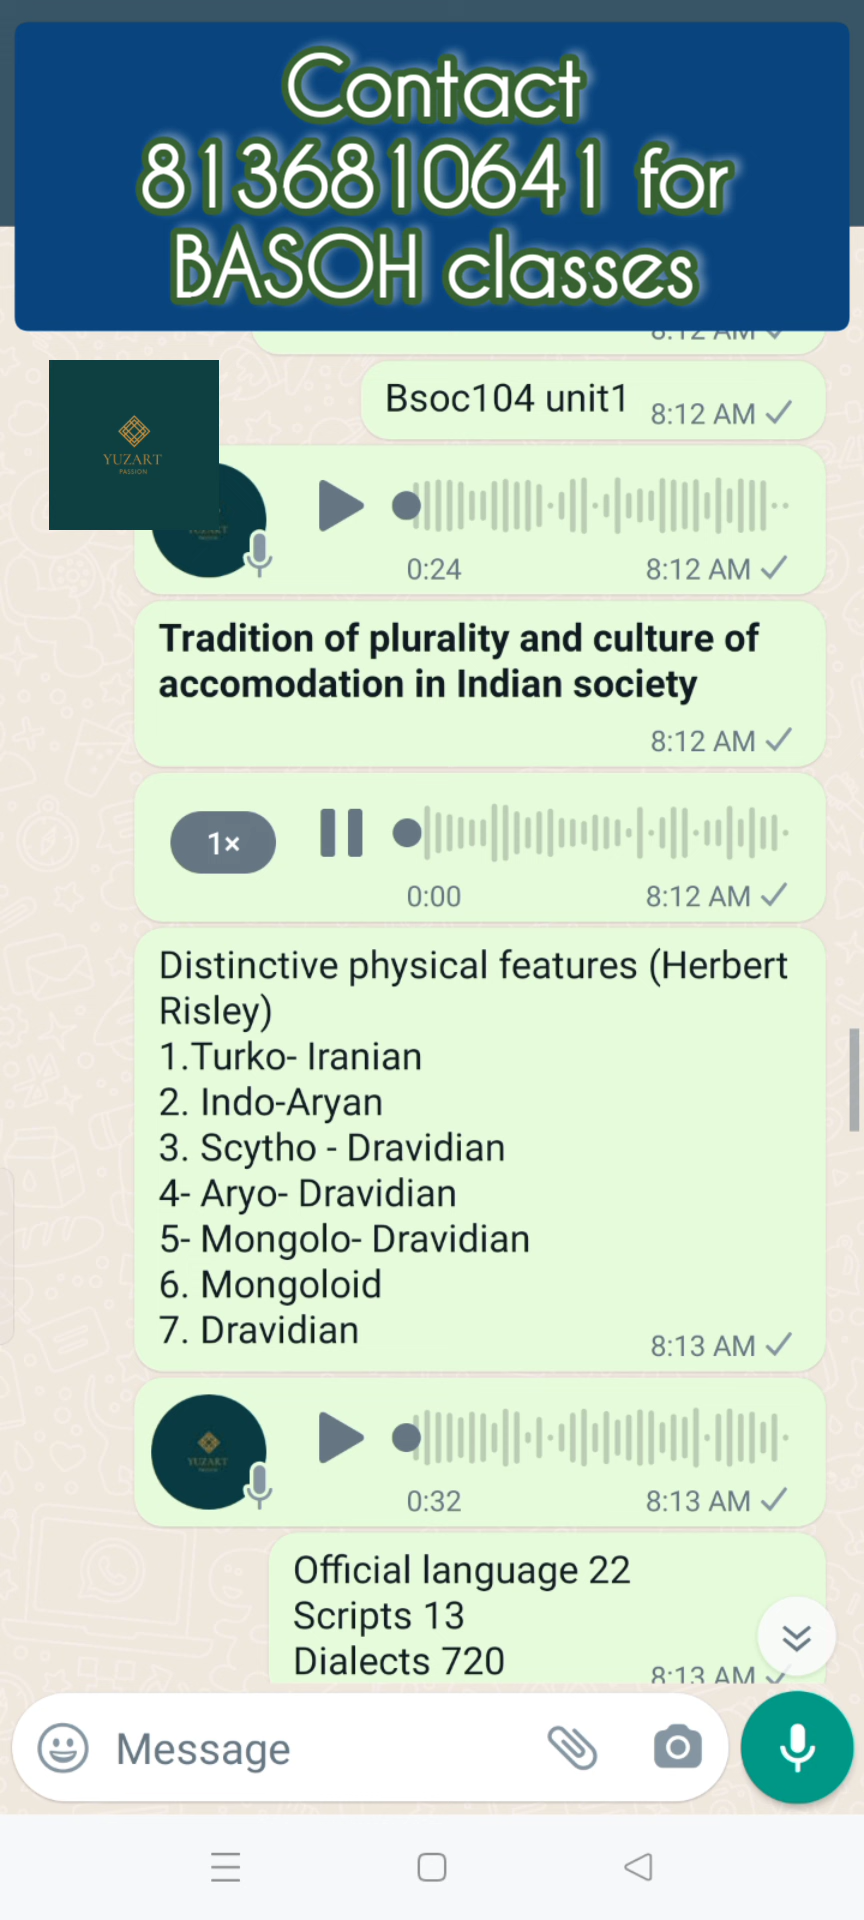 Contact
8136810641 for
BASOH classes
8:12 AM
Bsoc104 unit1 8:12 AM
YUZART
PASSION
YUZART
0:24 8:12 AM
Tradition of plurality and culture of
accomodation in Indian society
8:12 AM
1×
0:00 8:12 AM
Distinctive physical features (Herbert
Risley)
1.Turko- Iranian
2. Indo-Aryan
3. Scytho - Dravidian
4- Aryo- Dravidian
5- Mongolo- Dravidian
6. Mongoloid
7. Dravidian 8:13 AM
YUZART
0:32 8:13 AM
Official language 22
Scripts 13
Dialects 720 8:13 AM
Message